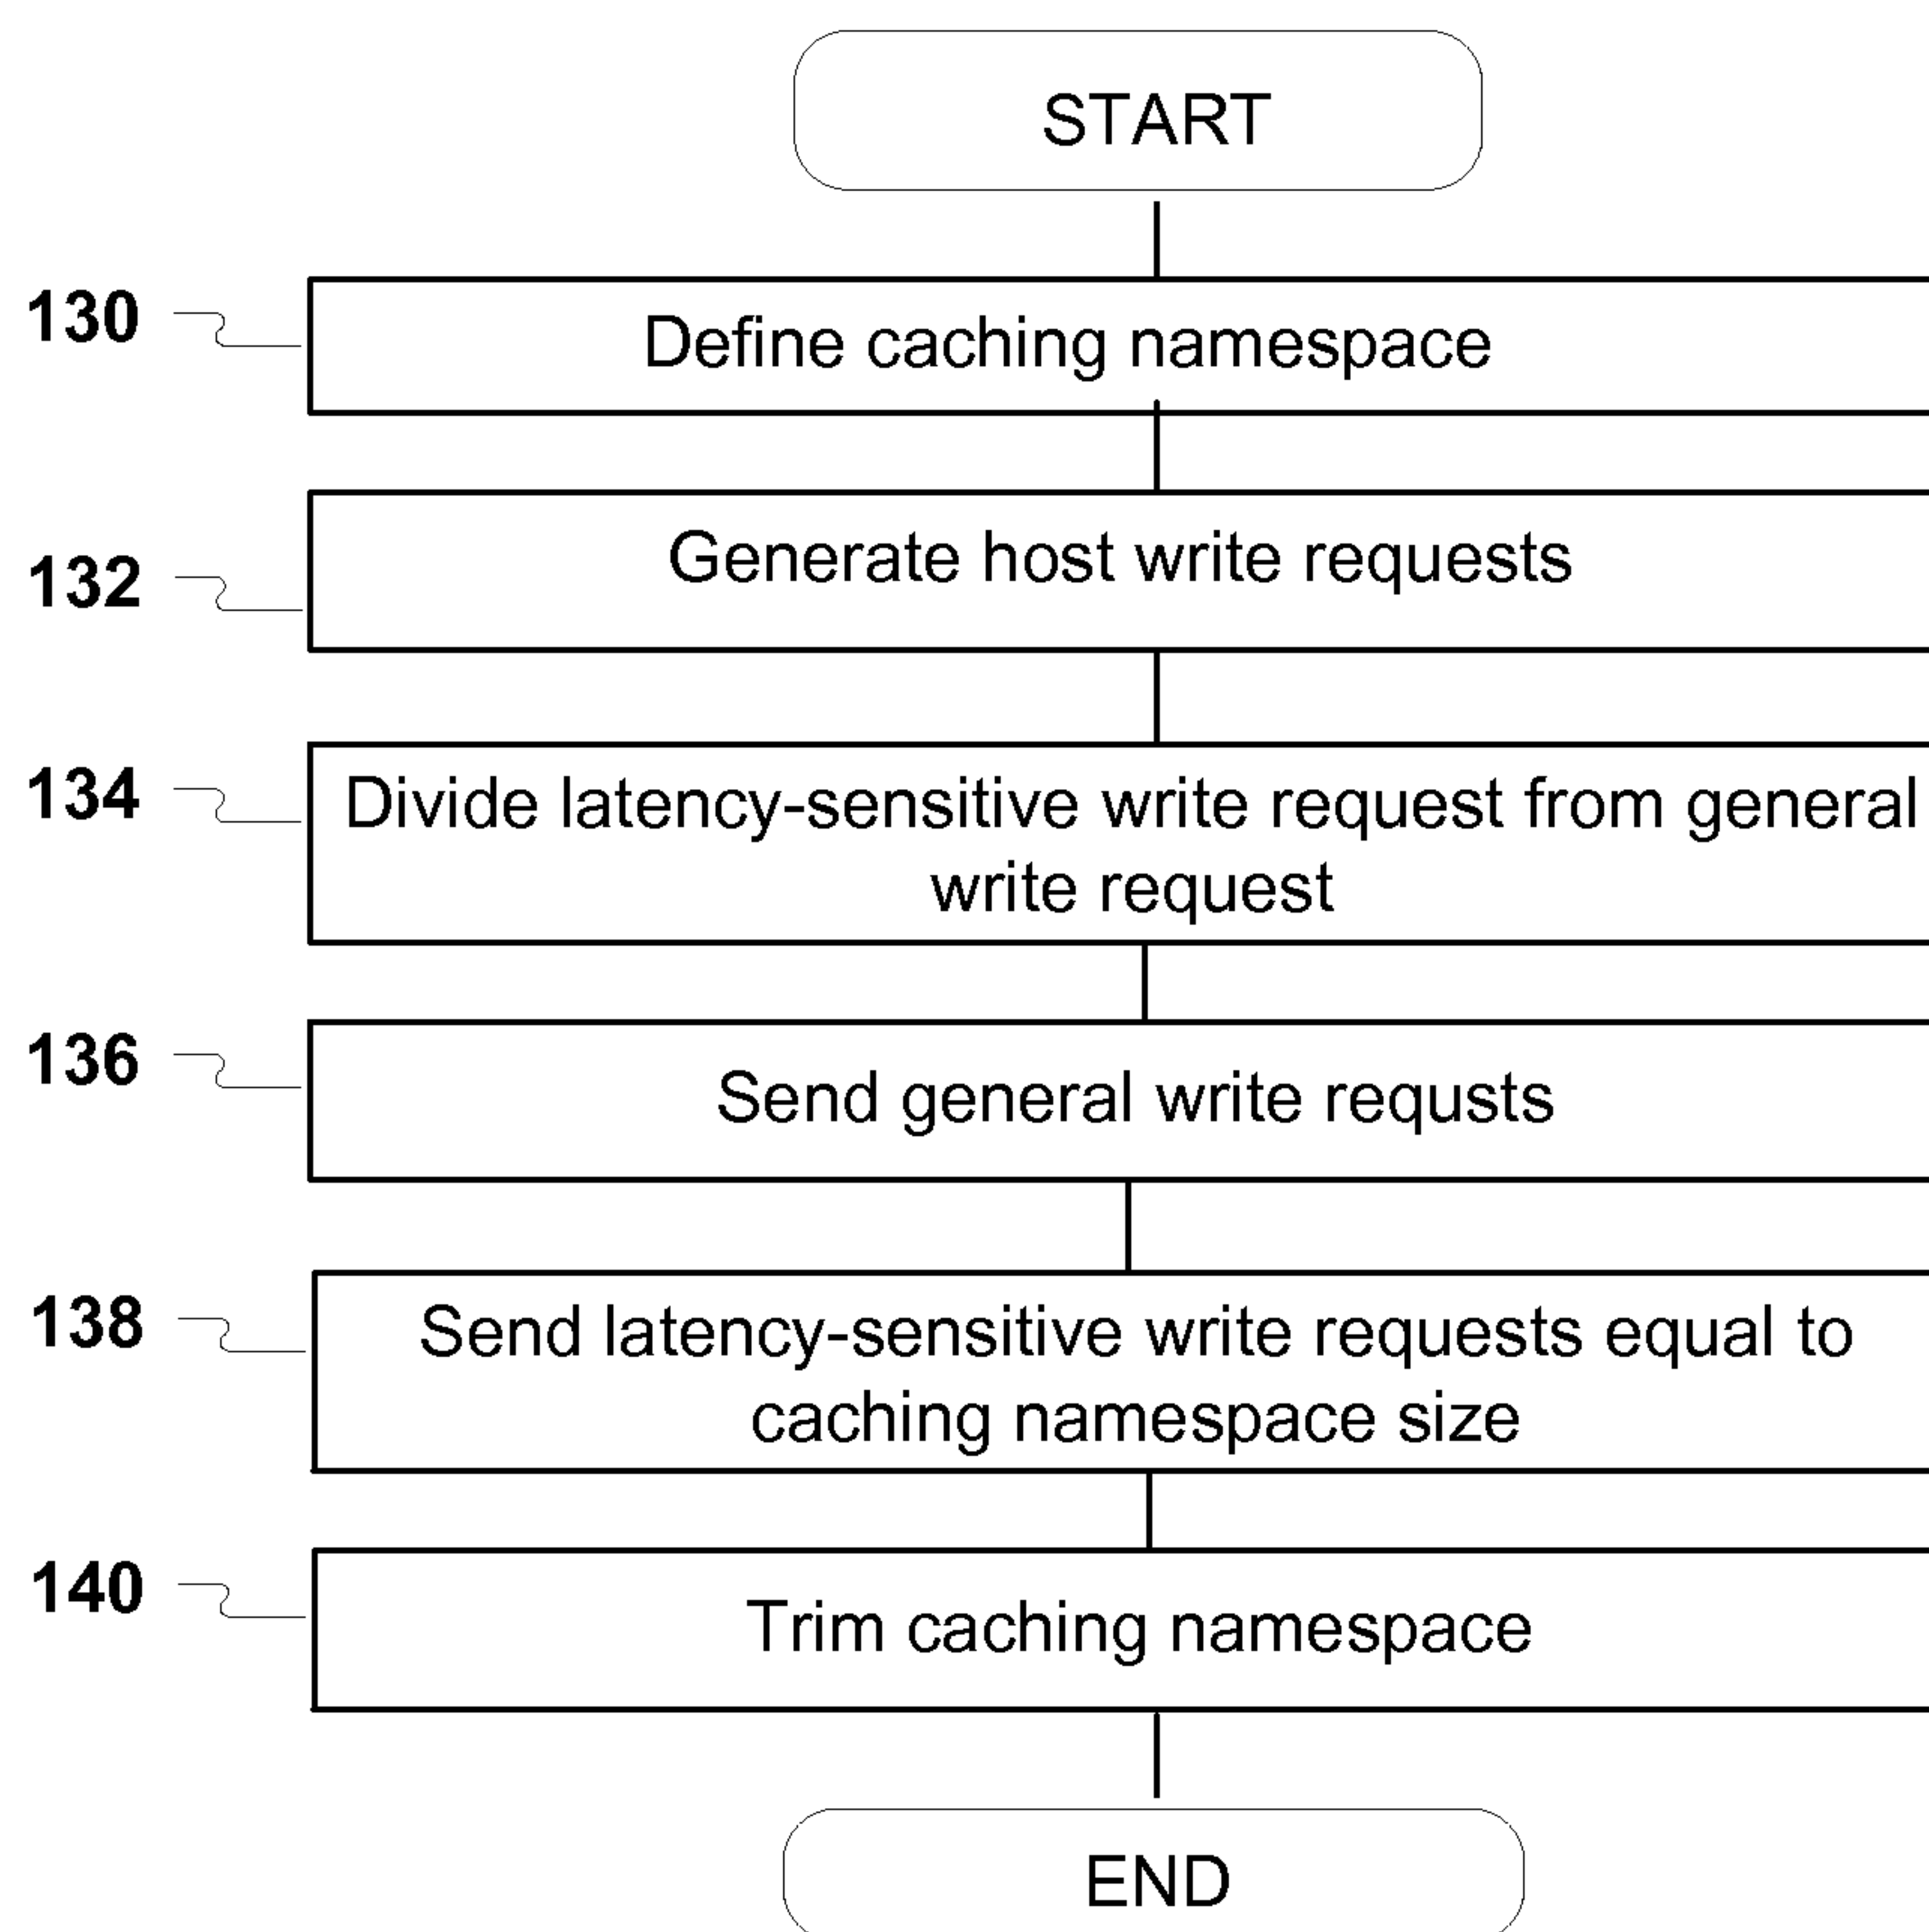 START
130
Define caching namespace
132
Generate host write requests
134
Divide latency-sensitive write request from general
write request
136
Send general write requsts
138
Send latency-sensitive write requests equal to
caching namespace size
140
Trim caching namespace
END